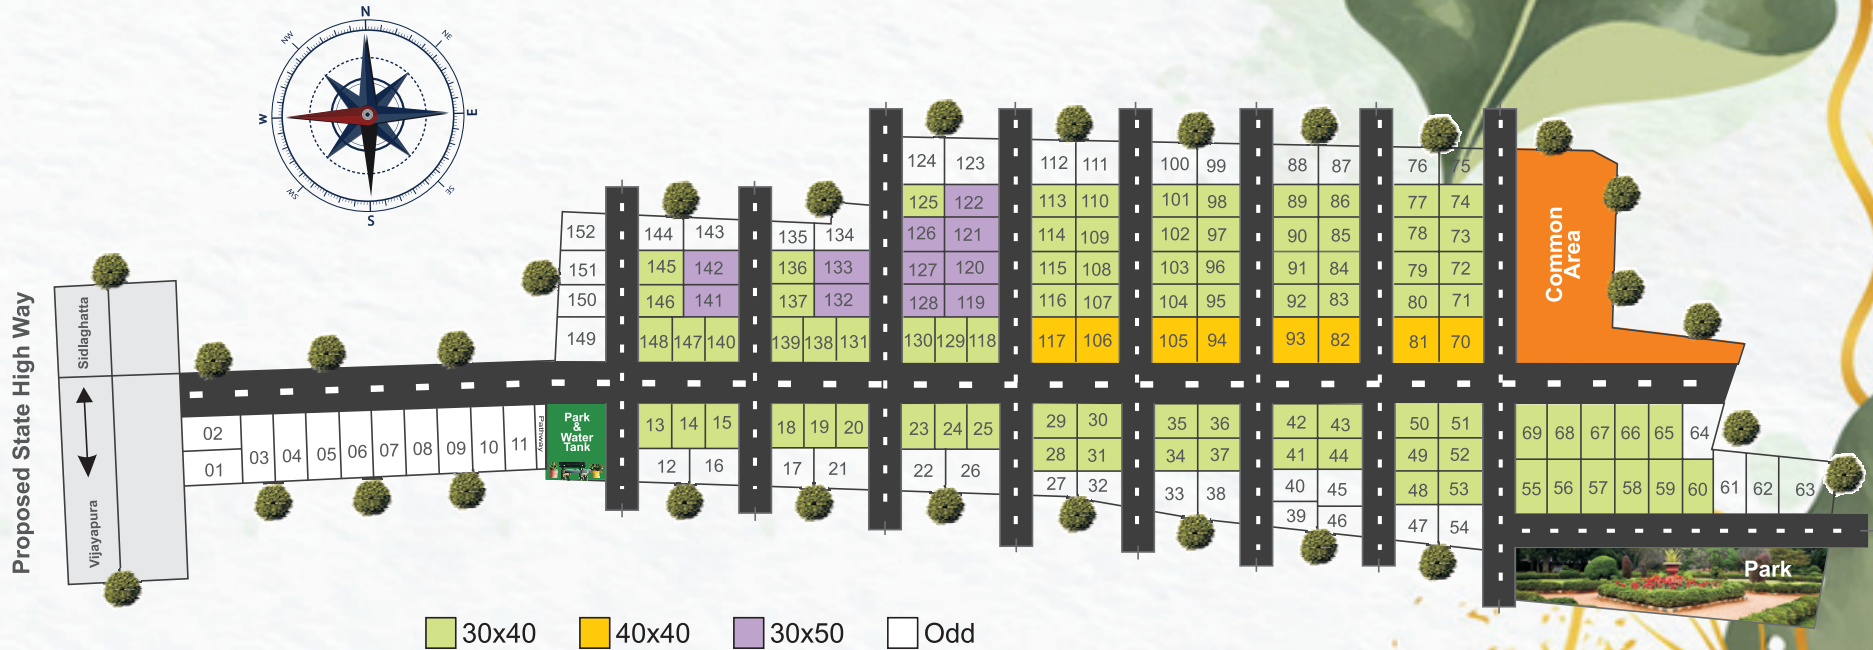 N
NW
NE
W
E
SW
SE
S
124 123
112 111
100 99
88 87
76 75
125 122
113 110
101 98
89 86
77 74
152
144 143
135 134
126 121
114 109
102 97
90 85
78 73
151
145 142
136 133
127 120
115 108
103 96
91 84
79 72
150
146 141
137 132
128 119
116 107
104 95
92 83
80 71
149
148 147 140
139 138 131
130 129 118
117 106
105 94
93 82
81 70
Common
Area
Proposed State High Way
Sidlaghatta
Vijayapura
02
01
03 04 05 06 07 08 09 10 11
Pathway
Park
&
Water
Tank
13 14 15
12 16
18 19 20
17 21
23 24 25
22 26
29 30
28 31
27 32
35 36
34 37
33 38
42 43
41 44
40 45
39 46
50 51
49 52
48 53
47 54
69 68 67 66 65 64
55 56 57 58 59 60 61 62 63
Park
30x40
40x40
30x50
Odd